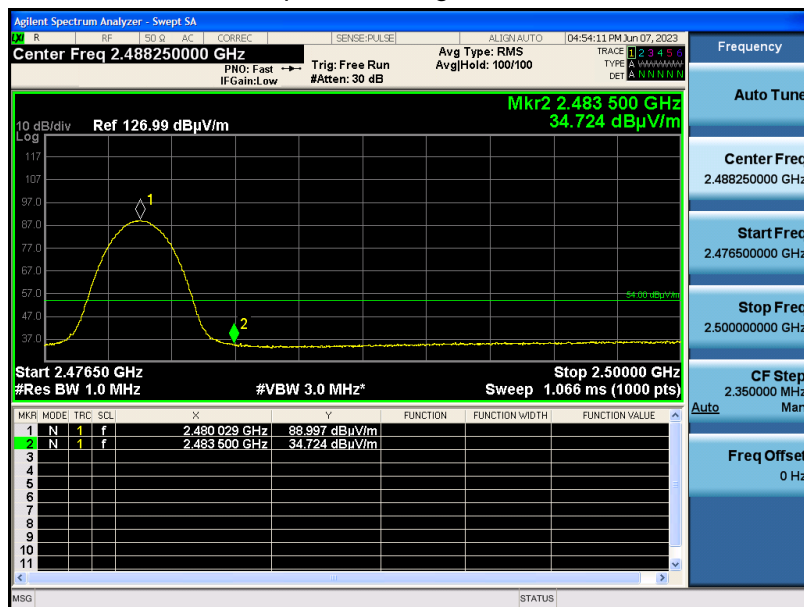 Agilent Spectrum Analyzer - Swept SA
LXI R RF 50 Ω AC CORREC SENSE:PULSE ALIGN AUTO 04:54:11 PM Jun 07, 2023
Center Freq 2.488250000 GHz
PNO: Fast
IFGain:Low
Trig: Free Run
#Atten: 30 dB
Avg Type: RMS
Avg|Hold: 100/100
TRACE 1 2 3 4 5 6
TYPE A WWWWW
DET A N N N N N
Mkr2 2.483 500 GHz
34.724 dBµV/m
10 dB/div Ref 126.99 dBµV/m
Log
117
107
97.0
87.0
77.0
67.0
57.0
47.0
37.0
1
2
54.00 dBµV/m
Start 2.47650 GHz Stop 2.50000 GHz
#Res BW 1.0 MHz #VBW 3.0 MHz* Sweep 1.066 ms (1000 pts)
MKR MODE TRC SCL X Y FUNCTION FUNCTION WIDTH FUNCTION VALUE
1 N 1 f 2.480 029 GHz 88.997 dBµV/m
2 N 1 f 2.483 500 GHz 34.724 dBµV/m
3
4
5
6
7
8
9
10
11
MSG STATUS
Frequency
Auto Tune
Center Freq
2.488250000 GHz
Start Freq
2.476500000 GHz
Stop Freq
2.500000000 GHz
CF Step
2.350000 MHz
Auto Man
Freq Offset
0 Hz